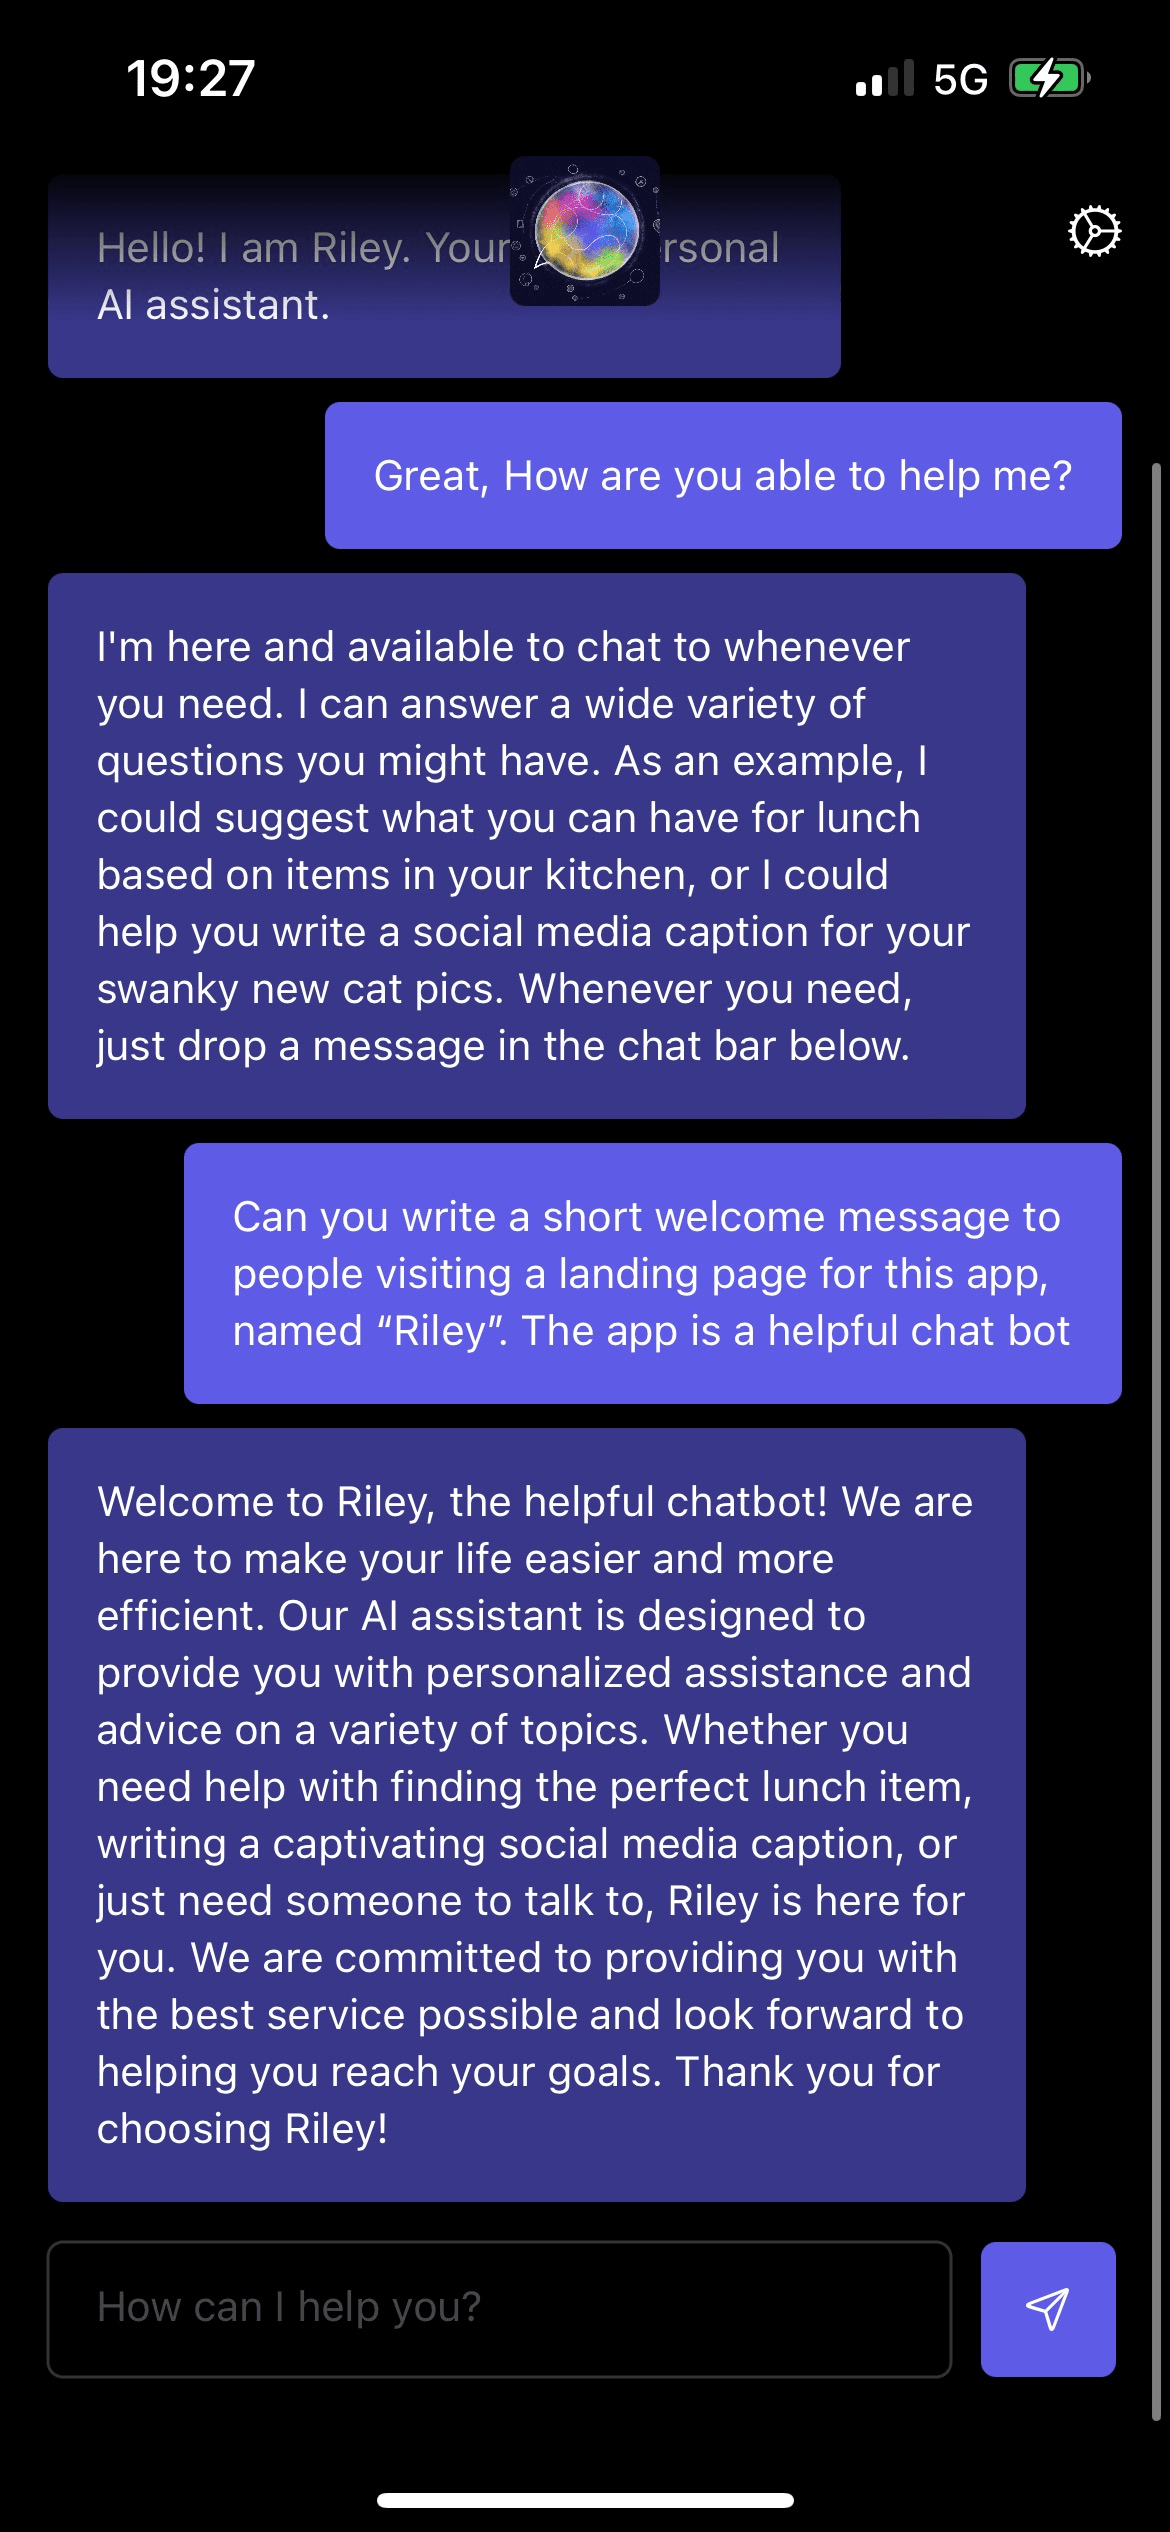 19:27
5G
Hello! I am Riley. Your rsonal
AI assistant.
Great, How are you able to help me?
I'm here and available to chat to whenever
you need. I can answer a wide variety of
questions you might have. As an example, I
could suggest what you can have for lunch
based on items in your kitchen, or I could
help you write a social media caption for your
swanky new cat pics. Whenever you need,
just drop a message in the chat bar below.
Can you write a short welcome message to
people visiting a landing page for this app,
named “Riley”. The app is a helpful chat bot
Welcome to Riley, the helpful chatbot! We are
here to make your life easier and more
efficient. Our AI assistant is designed to
provide you with personalized assistance and
advice on a variety of topics. Whether you
need help with finding the perfect lunch item,
writing a captivating social media caption, or
just need someone to talk to, Riley is here for
you. We are committed to providing you with
the best service possible and look forward to
helping you reach your goals. Thank you for
choosing Riley!
How can I help you?